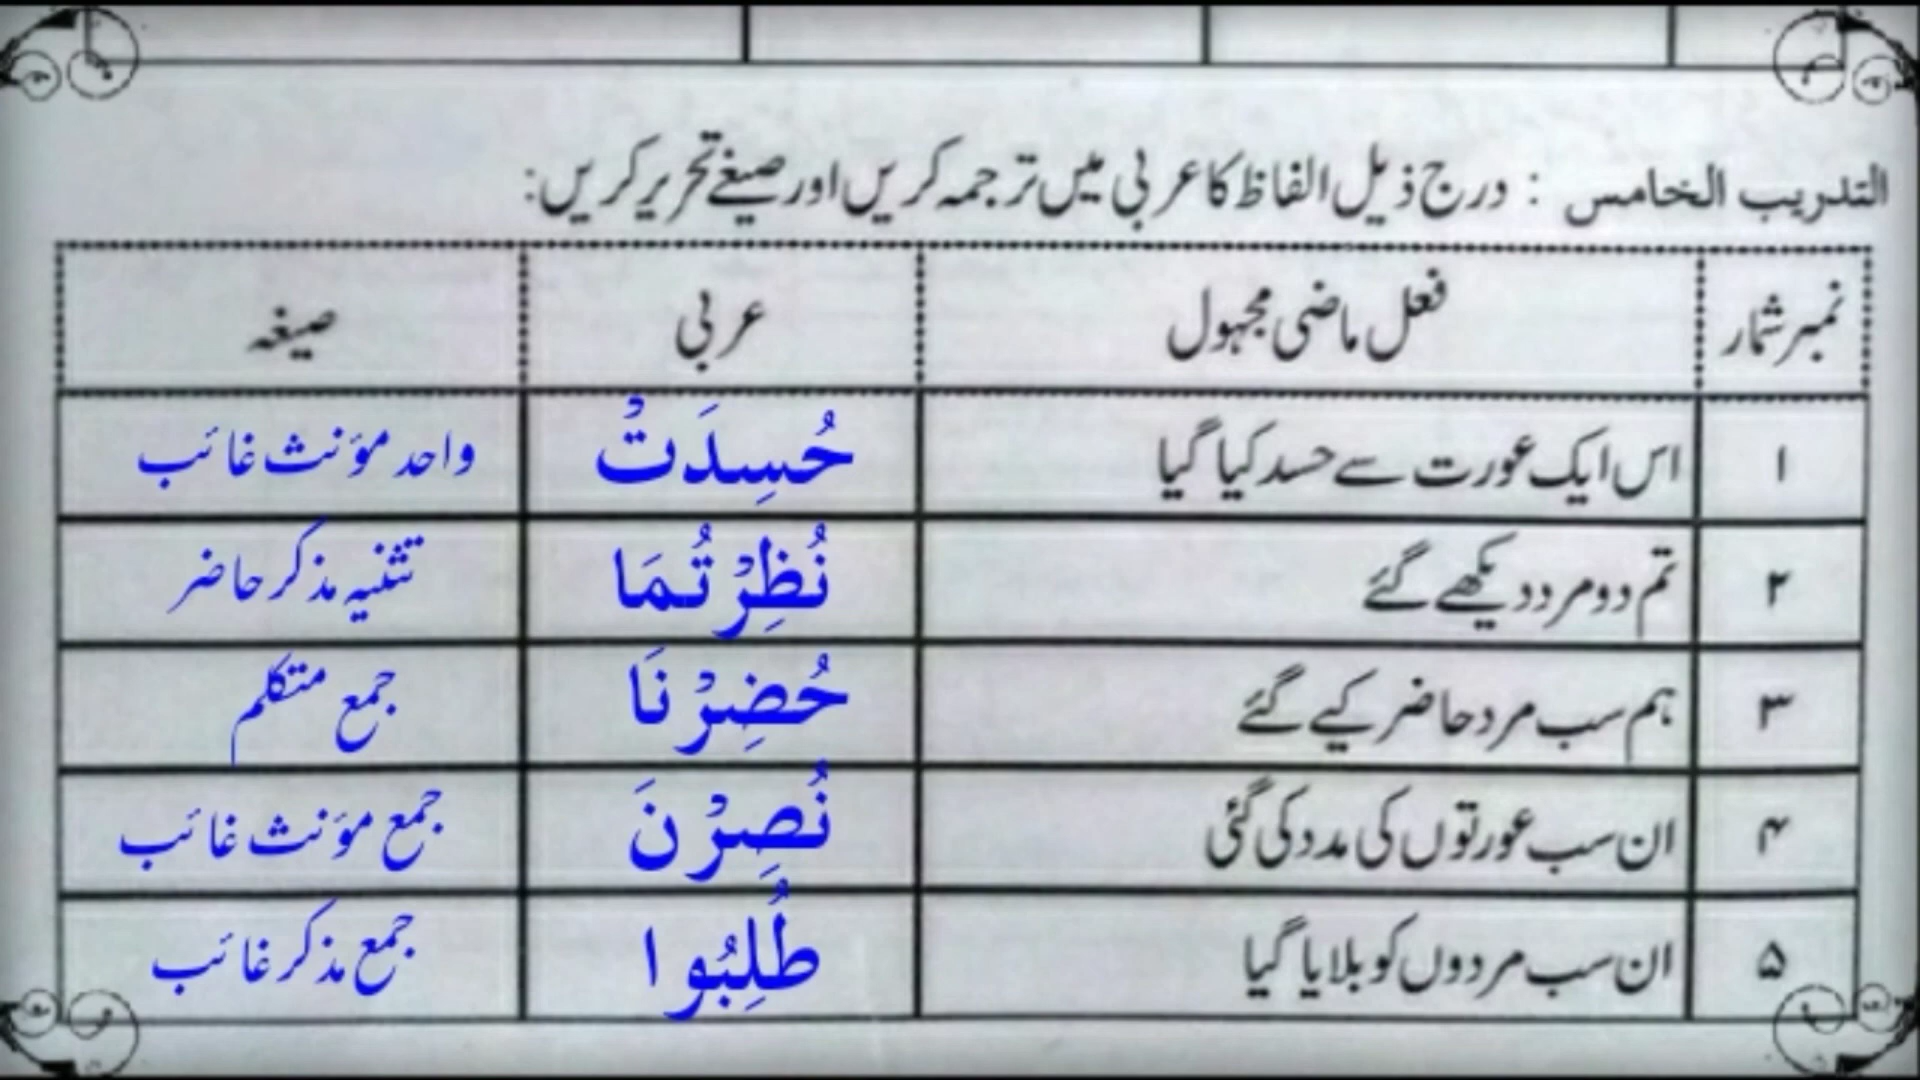 التدریب الخامس : درج ذیل الفاظ کا عربی میں ترجمہ کریں اور صیغے تحریر کریں:
نمبر شمار فعل ماضی مجہول عربی صیغہ
۱ اس ایک عورت سے حسد کیا گیا حُسِدَتْ واحد مؤنث غائب
۲ تم دو مرد دیکھے گئے نُظِرْتُمَا تثنیہ مذکر حاضر
۳ ہم سب مرد حاضر کیے گئے حُضِرْنَا جمع متکلم
۴ ان سب عورتوں کی مدد کی گئی نُصِرْنَ جمع مؤنث غائب
۵ ان سب مردوں کو بلایا گیا طُلِبُوا جمع مذکر غائب